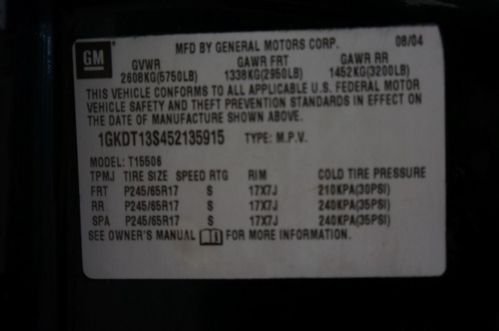 GM
MFD BY GENERAL MOTORS CORP. 08/04
GVWR GAWR FRT GAWR RR
2608KG(5750LB) 1338KG(2950LB) 1452KG(3200LB)
THIS VEHICLE CONFORMS TO ALL APPLICABLE U.S. FEDERAL MOTOR
VEHICLE SAFETY AND THEFT PREVENTION STANDARDS IN EFFECT ON
THE DATE OF MANUFACTURE SHOWN ABOVE.
1GKDT13S452135915 TYPE: M.P.V.
MODEL: T15506
TPMJ TIRE SIZE SPEED RTG RIM COLD TIRE PRESSURE
FRT P245/65R17 S 17X7J 210KPA(30PSI)
RR P245/65R17 S 17X7J 240KPA(35PSI)
SPA P245/65R17 S 17X7J 240KPA(35PSI)
SEE OWNER'S MANUAL FOR MORE INFORMATION.